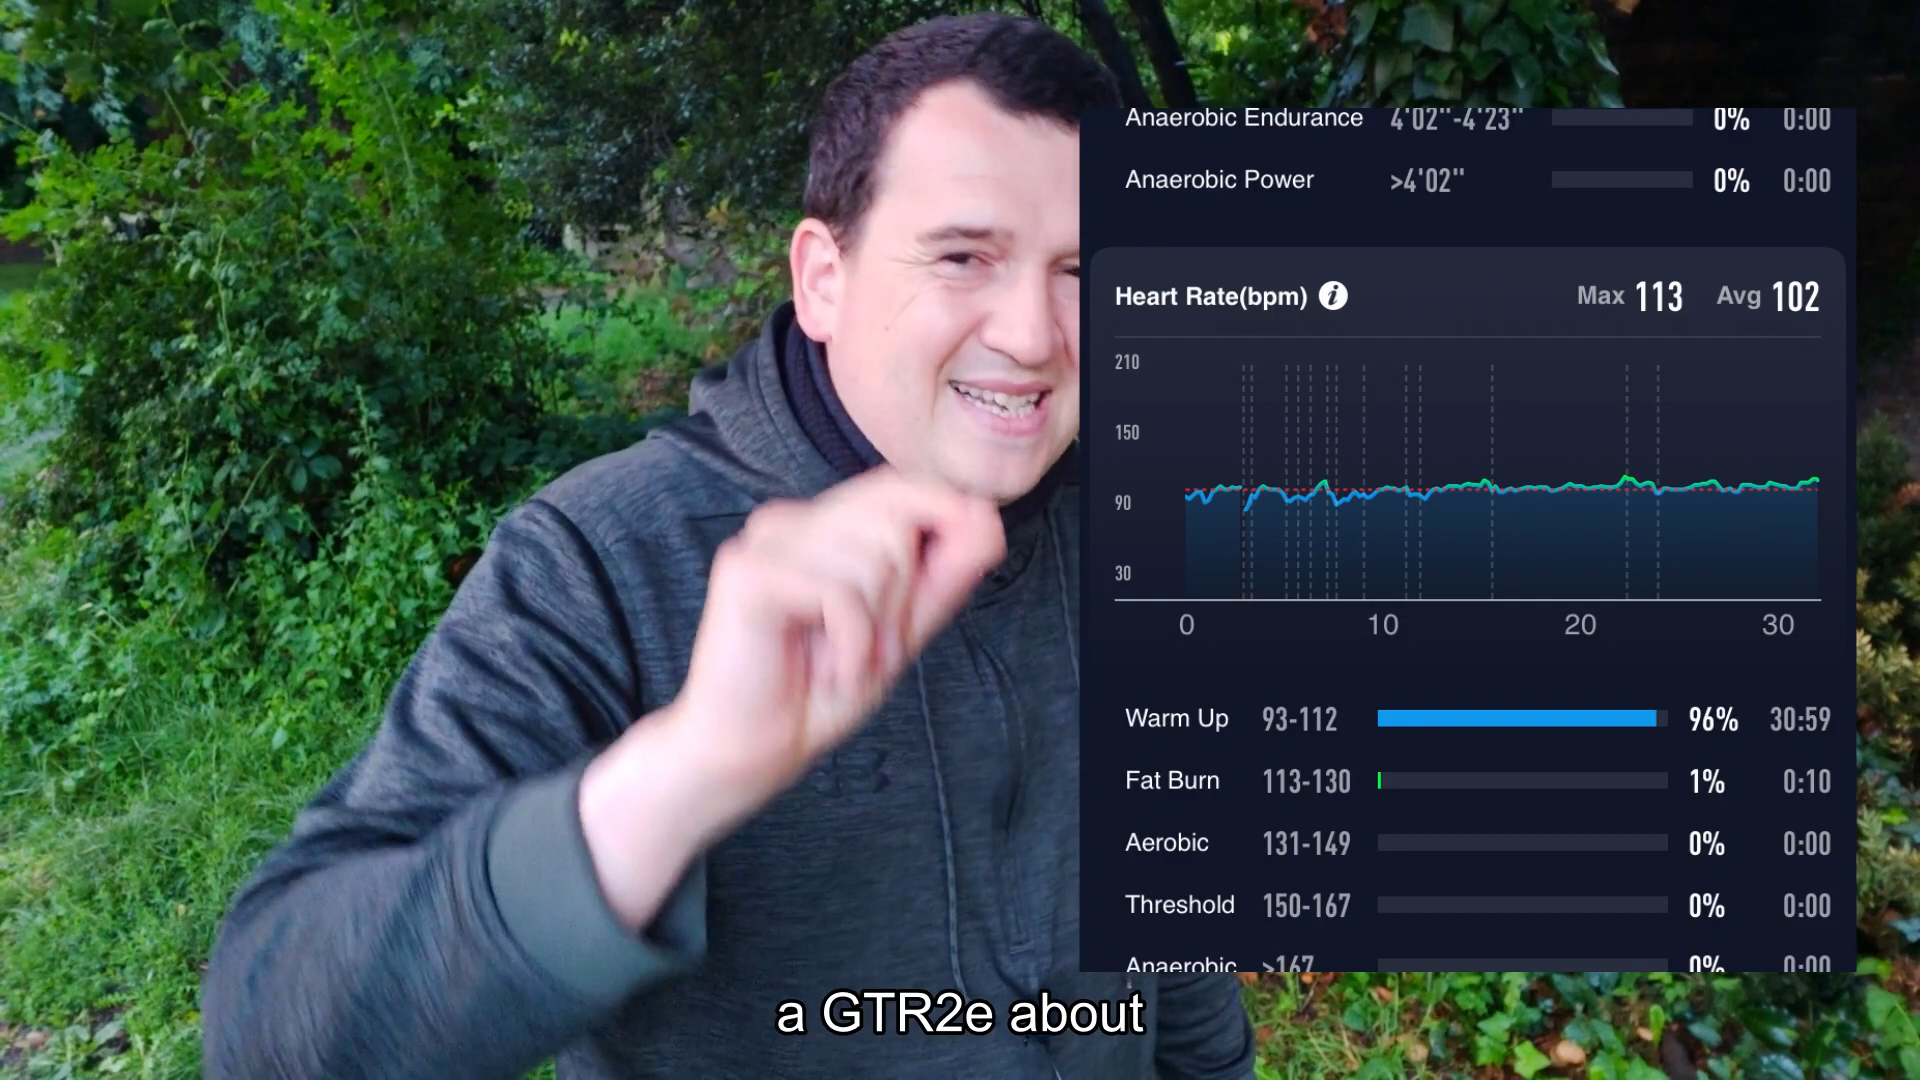 Anaerobic Endurance 4'02"-4'23" 0% 0:00
Anaerobic Power >4'02" 0% 0:00
Heart Rate(bpm) i Max 113 Avg 102
210
150
90
30
0 10 20 30
Warm Up 93-112 96% 30:59
Fat Burn 113-130 1% 0:10
Aerobic 131-149 0% 0:00
Threshold 150-167 0% 0:00
Anaerobic >167 0% 0:00
a GTR2e about